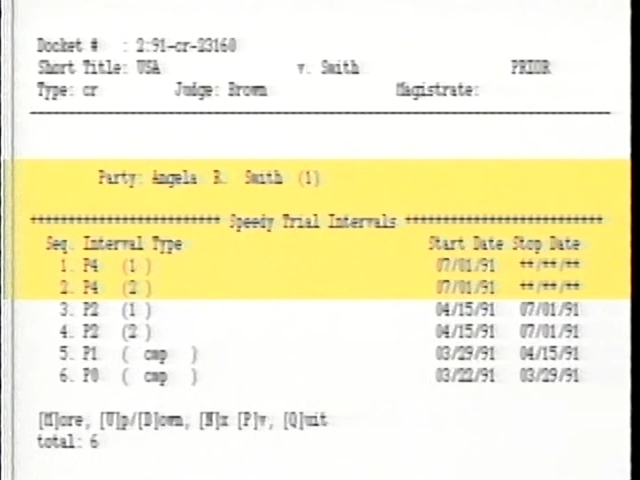 Docket # : 2:91-cr-23160
Short Title: USA v. Smith PRIOR
Type: cr Judge: Brown Magistrate:
Party: Angela R. Smith (1)
************************** Speedy Trial Intervals ***************************
Seq. Interval Type Start Date Stop Date
1. P4 (1 ) 07/01/91 **/**/**
2. P4 (2 ) 07/01/91 **/**/**
3. P2 (1 ) 04/15/91 07/01/91
4. P2 (2 ) 04/15/91 07/01/91
5. P1 ( cmp ) 03/29/91 04/15/91
6. P0 ( cmp ) 03/22/91 03/29/91
[M]ore, [U]p/[D]own, [N]x [P]v, [Q]uit
total: 6